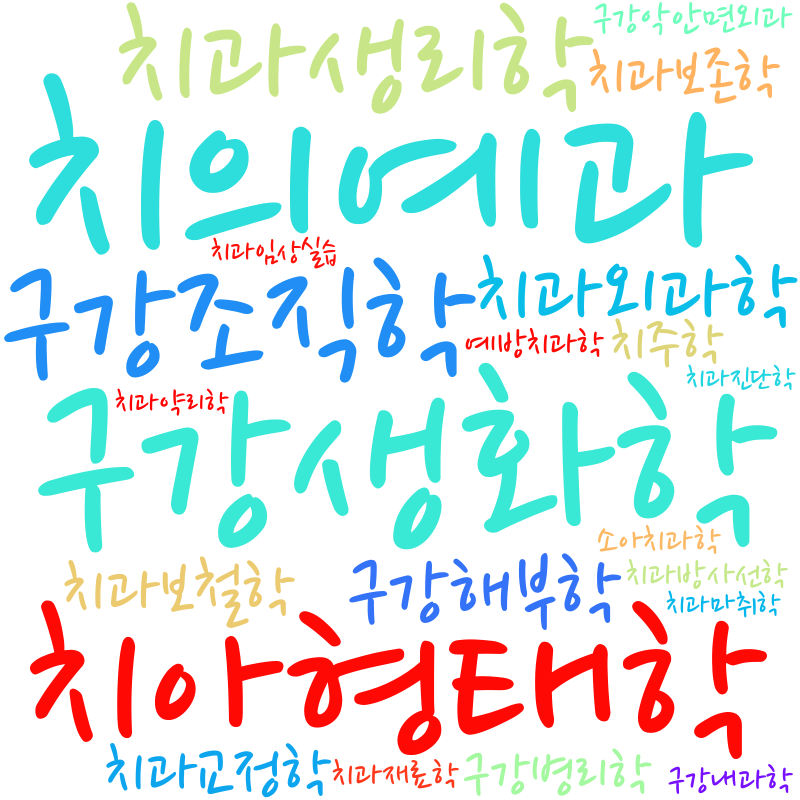 구강악안면외과
치과생리학
치과보존학
치의예과
치과임상실습
구강조직학
치과외과학
예방치과학
치주학
치과진단학
치과약리학
구강생화학
소아치과학
치과보철학
구강해부학
치과방사선학
치과마취학
치아형태학
치과교정학
치과재료학
구강병리학
구강내과학